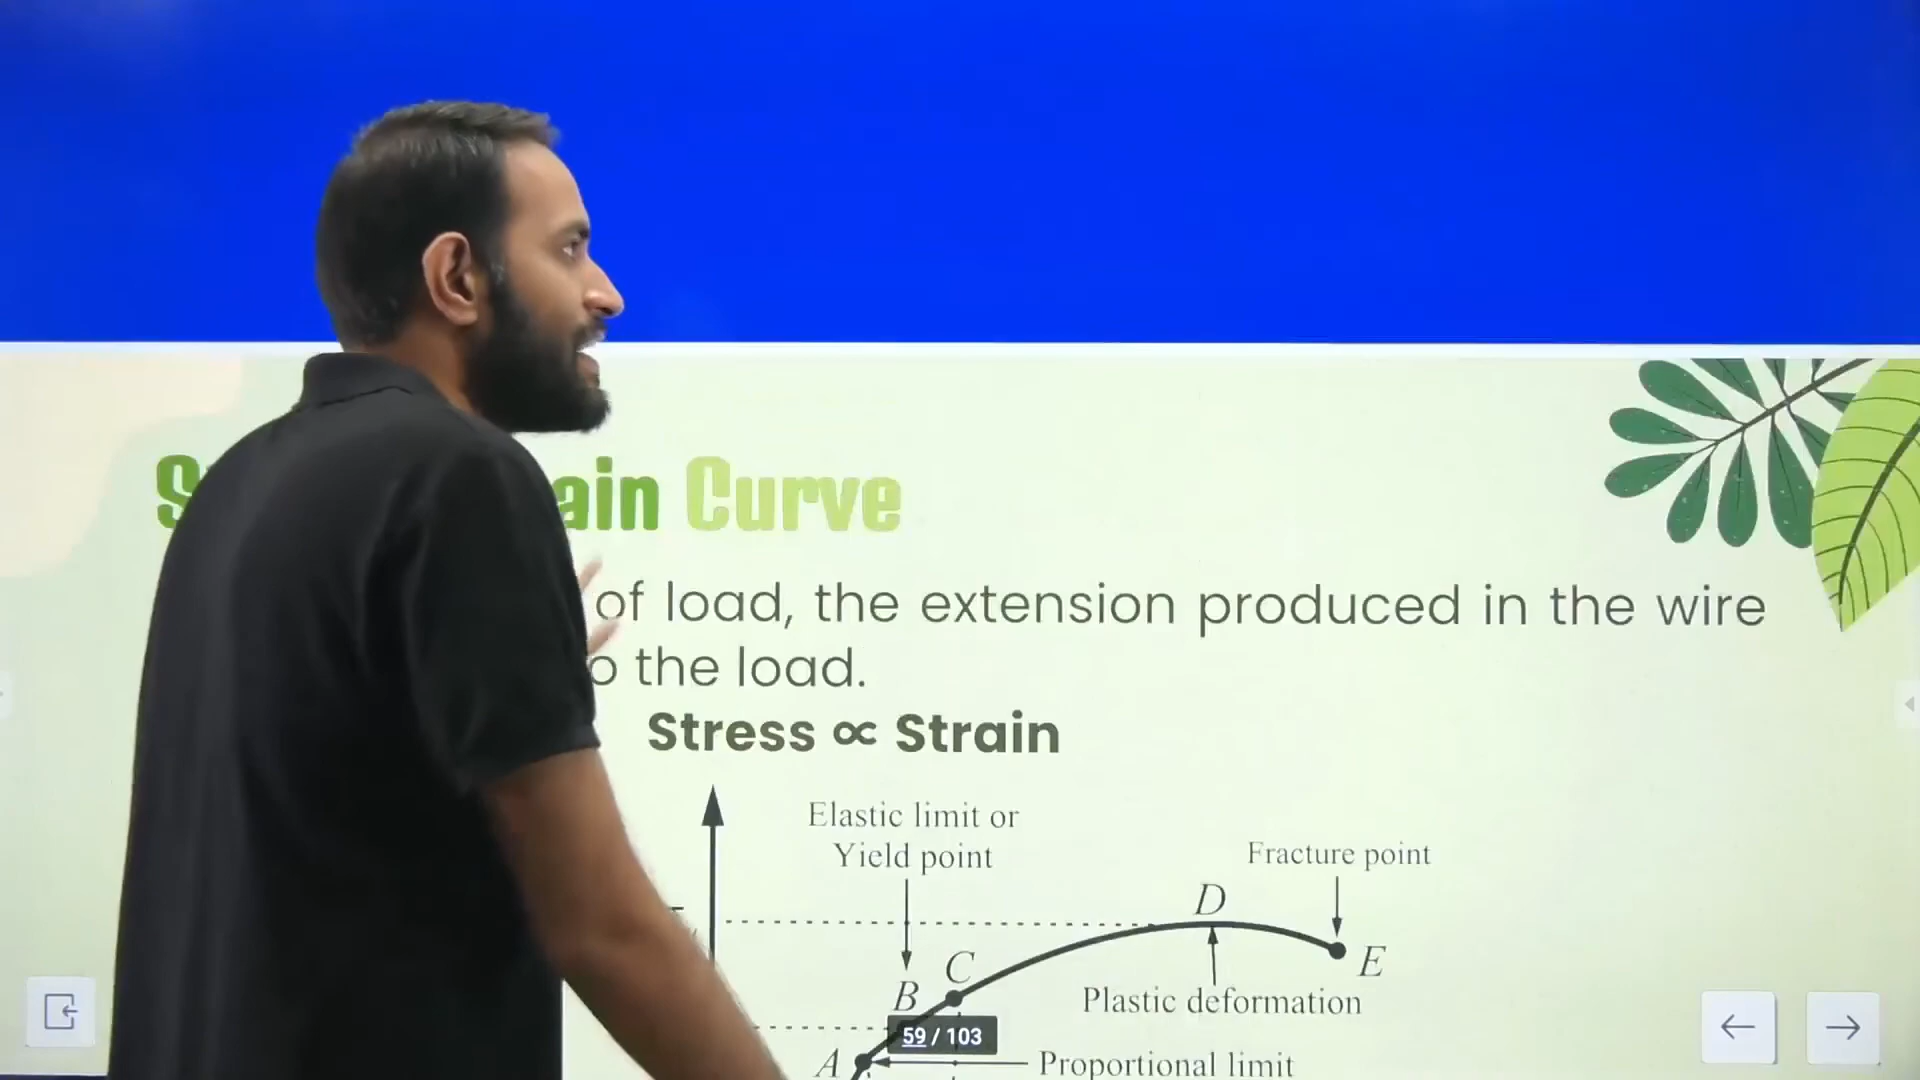 Curve
of load, the extension produced in the wire
the load.
Stress ∝ Strain
Elastic limit or
Yield point
Fracture point
D
C
E
B
Plastic deformation
59 / 103
A
Proportional limit